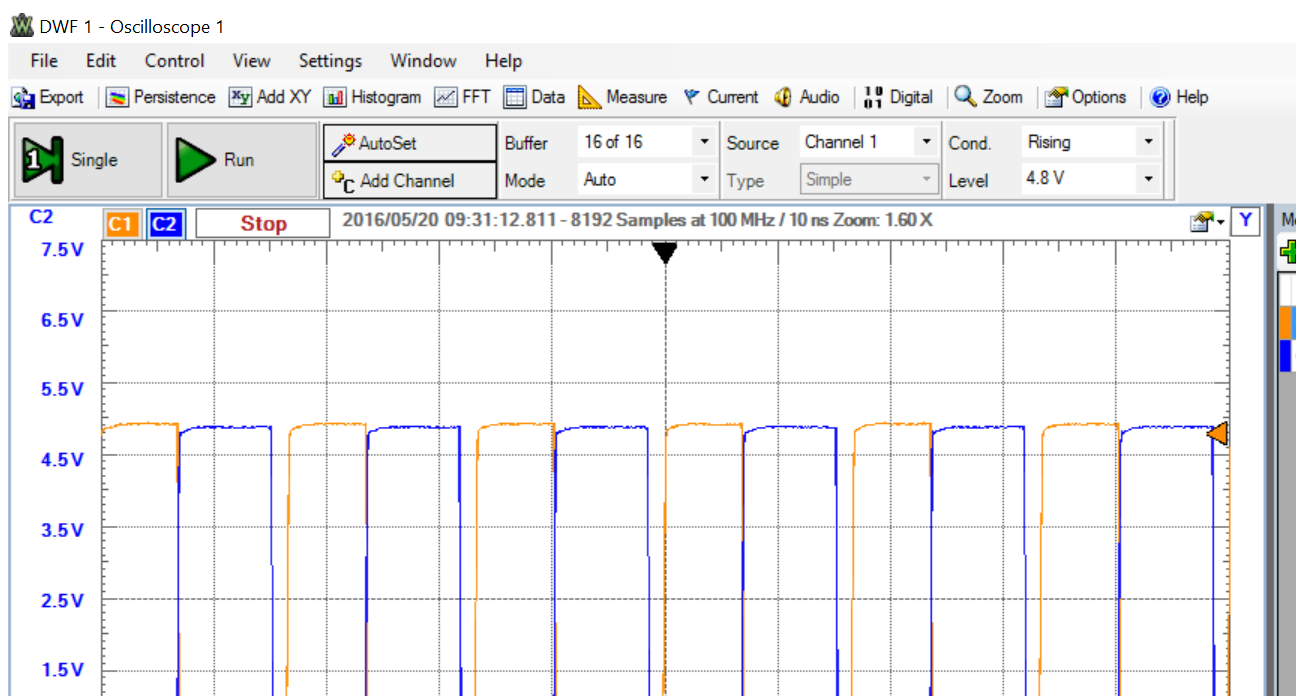 DWF 1 - Oscilloscope 1
File Edit Control View Settings Window Help
Export Persistence Add XY Histogram FFT Data Measure Current Audio Digital Zoom Options Help
1 Single Run AutoSet Buffer 16 of 16 Source Channel 1 Cond. Rising
Add Channel Mode Auto Type Simple Level 4.8 V
C2 C1 C2 Stop 2016/05/20 09:31:12.811 - 8192 Samples at 100 MHz / 10 ns Zoom: 1.60 X Y
7.5 V
6.5 V
5.5 V
4.5 V
3.5 V
2.5 V
1.5 V